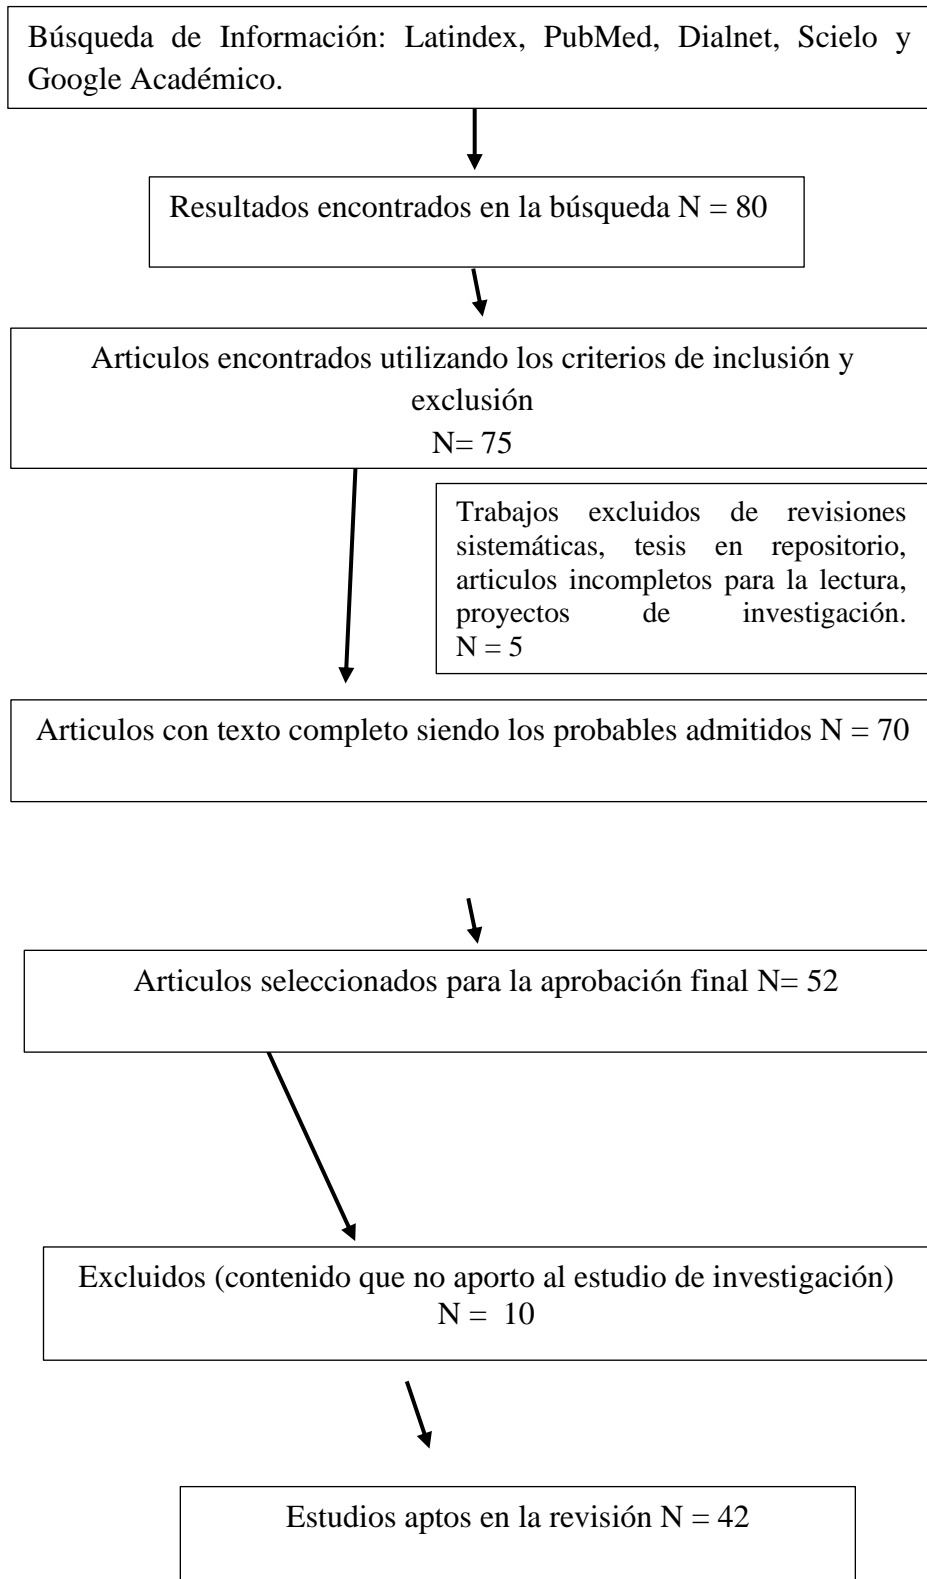 Búsqueda de Información: Latindex, PubMed, Dialnet, Scielo y
Google Académico.
Resultados encontrados en la búsqueda N = 80
Articulos encontrados utilizando los criterios de inclusión y
exclusión
N= 75
Trabajos excluidos de revisiones
sistemáticas, tesis en repositorio,
articulos incompletos para la lectura,
proyectos de investigación.
N = 5
Articulos con texto completo siendo los probables admitidos N = 70
Articulos seleccionados para la aprobación final N= 52
Excluidos (contenido que no aporto al estudio de investigación)
N = 10
Estudios aptos en la revisión N = 42